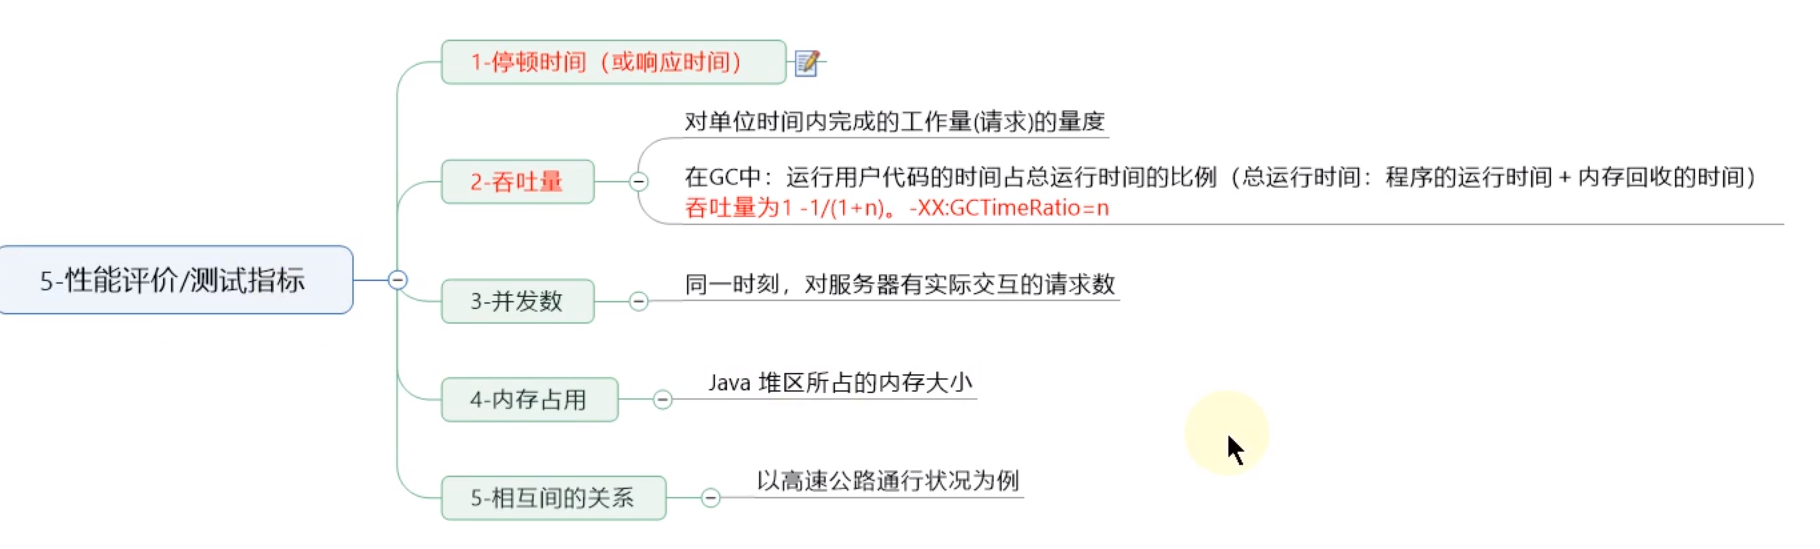 5-性能评价/测试指标
1-停顿时间（或响应时间）
2-吞吐量
对单位时间内完成的工作量(请求)的量度
在GC中：运行用户代码的时间占总运行时间的比例（总运行时间：程序的运行时间 + 内存回收的时间）
吞吐量为1 -1/(1+n)。-XX:GCTimeRatio=n
3-并发数
同一时刻，对服务器有实际交互的请求数
4-内存占用
Java 堆区所占的内存大小
5-相互间的关系
以高速公路通行状况为例